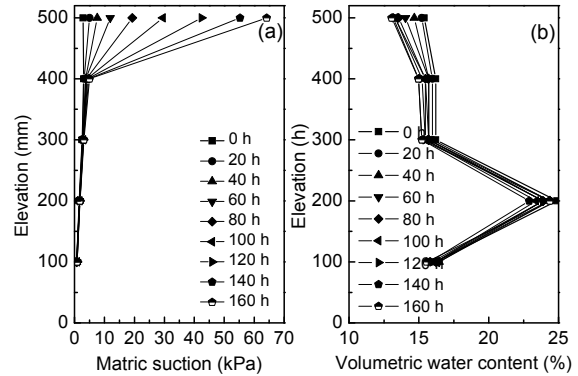 500
400
300
200
100
0
Elevation (mm)
(a)
0 h
20 h
40 h
60 h
80 h
100 h
120 h
140 h
160 h
0 10 20 30 40 50 60 70
Matric suction (kPa)
500
400
300
200
100
0
Elevation (h)
(b)
0 h
20 h
40 h
60 h
80 h
100 h
120 h
140 h
160 h
10 15 20 25
Volumetric water content (%)